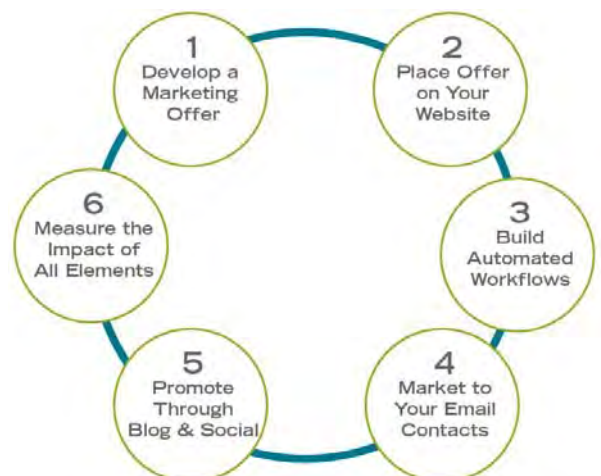 1
Develop a
Marketing
Offer
2
Place Offer
on Your
Website
3
Build
Automated
Workflows
4
Market to
Your Email
Contacts
5
Promote
Through
Blog & Social
6
Measure the
Impact of
All Elements